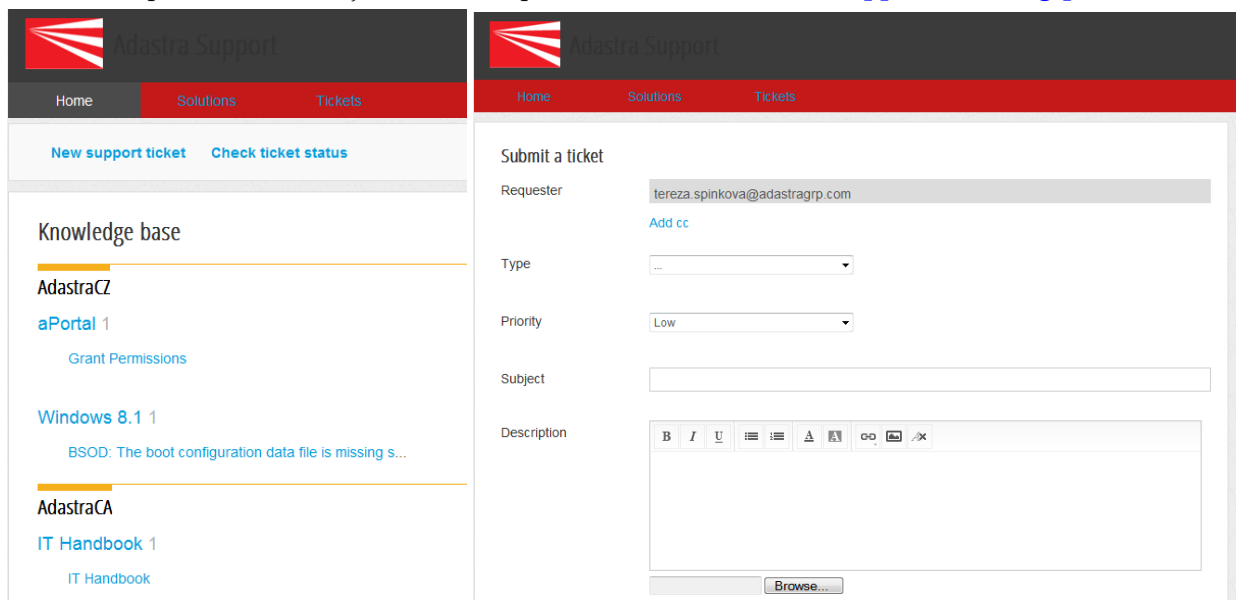 Adastra Support
Home Solutions Tickets
New support ticket Check ticket status
Knowledge base
AdastraCZ
aPortal 1
Grant Permissions
Windows 8.1 1
BSOD: The boot configuration data file is missing s...
AdastraCA
IT Handbook 1
IT Handbook
Adastra Support
Home Solutions Tickets
Submit a ticket
Requester tereza.spinkova@adastragrp.com
Add cc
Type ...
Priority Low
Subject
Description B I U A A
Browse...